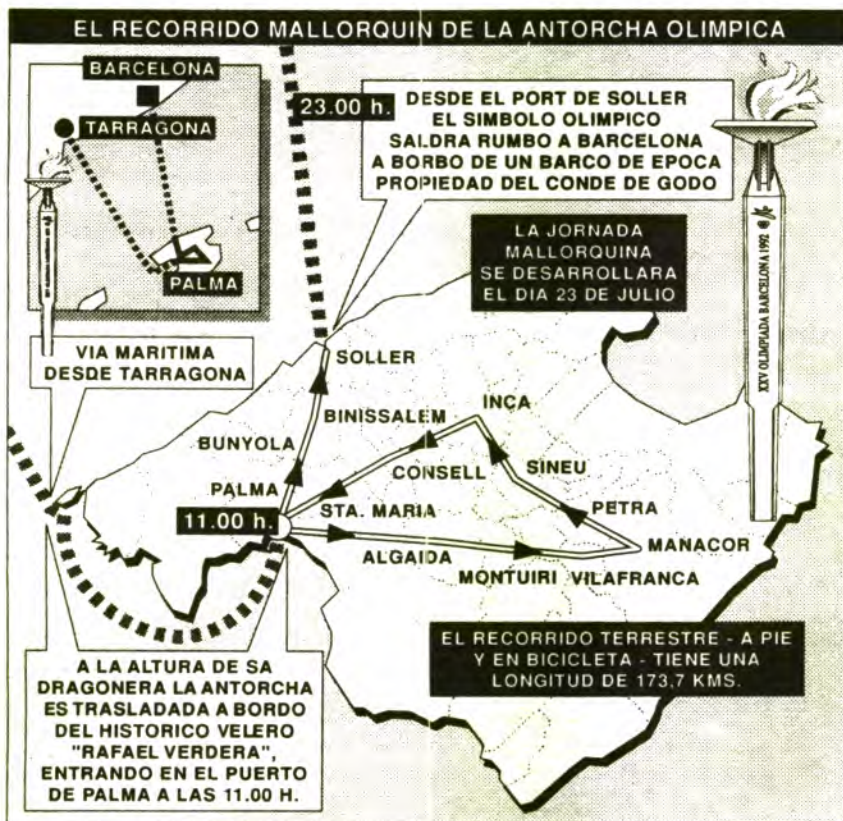 EL RECORRIDO MALLORQUIN DE LA ANTORCHA OLIMPICA
BARCELONA
TARRAGONA
PALMA
23.00 h.
DESDE EL PORT DE SOLLER
EL SIMBOLO OLIMPICO
SALDRA RUMBO A BARCELONA
A BORBO DE UN BARCO DE EPOCA
PROPIEDAD DEL CONDE DE GODO
LA JORNADA
MALLORQUINA
SE DESARROLLARA
EL DIA 23 DE JULIO
XXV OLIMPIADA BARCELONA 1992
VIA MARITIMA
DESDE TARRAGONA
SOLLER
BINISSALEM
INCA
BUNYOLA
CONSELL
SINEU
PALMA
STA. MARIA
PETRA
11.00 h.
ALGAIDA
MANACOR
MONTUIRI VILAFRANCA
EL RECORRIDO TERRESTRE - A PIE
Y EN BICICLETA - TIENE UNA
LONGITUD DE 173,7 KMS.
A LA ALTURA DE SA
DRAGONERA LA ANTORCHA
ES TRASLADADA A BORDO
DEL HISTORICO VELERO
"RAFAEL VERDERA",
ENTRANDO EN EL PUERTO
DE PALMA A LAS 11.00 H.